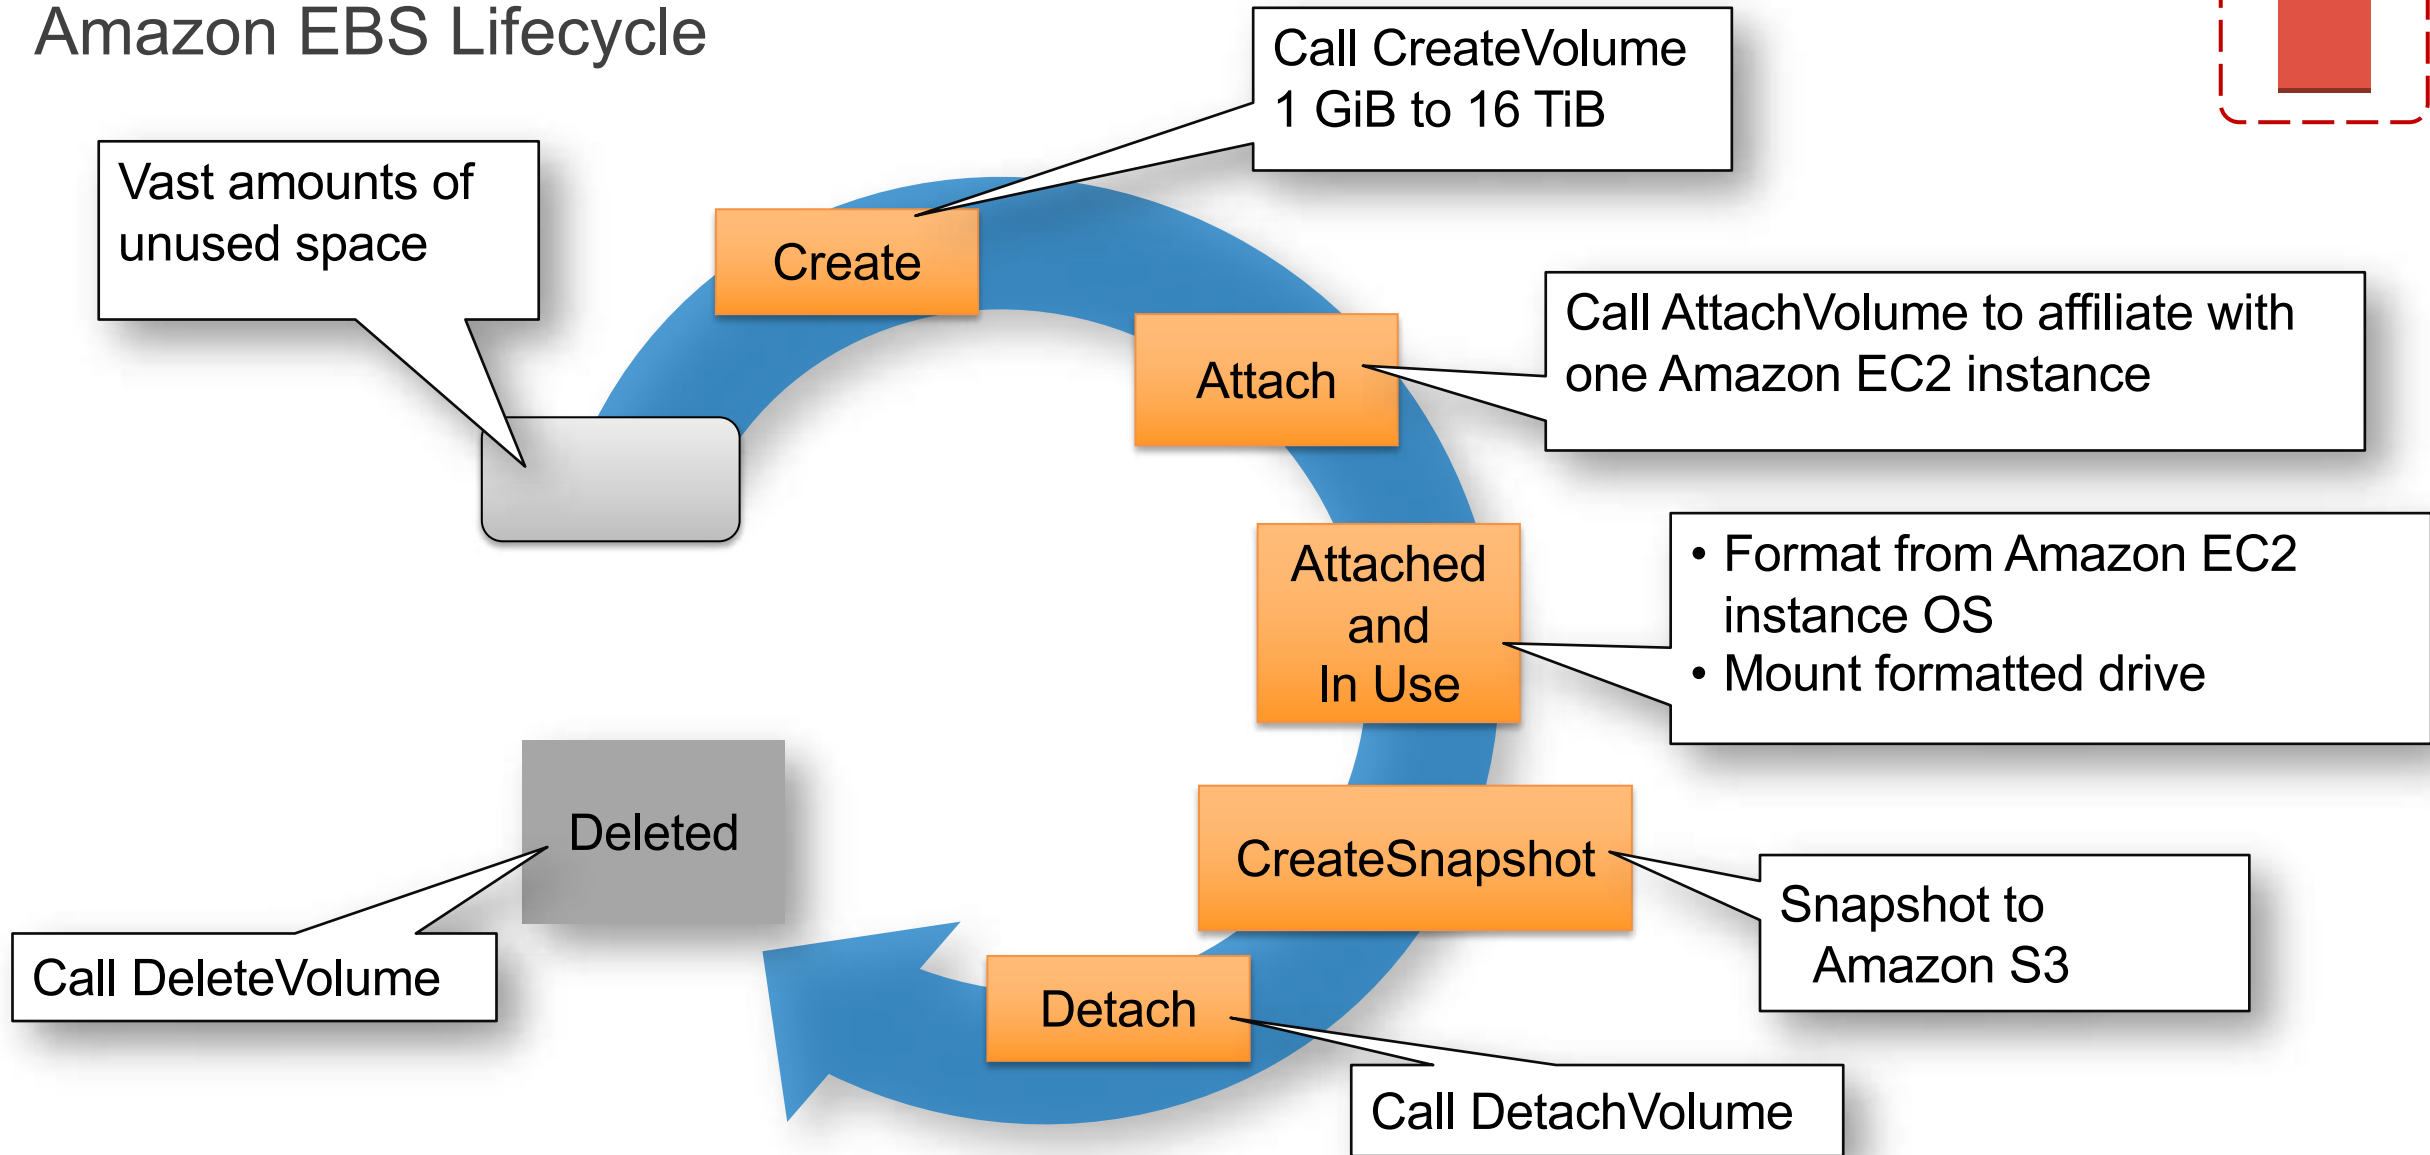 Amazon EBS Lifecycle
Call CreateVolume
1 GiB to 16 TiB
Vast amounts of
unused space
Create
Call AttachVolume to affiliate with
one Amazon EC2 instance
Attach
• Format from Amazon EC2
instance OS
• Mount formatted drive
Attached
and
In Use
Deleted
CreateSnapshot
Snapshot to
Amazon S3
Call DeleteVolume
Detach
Call DetachVolume